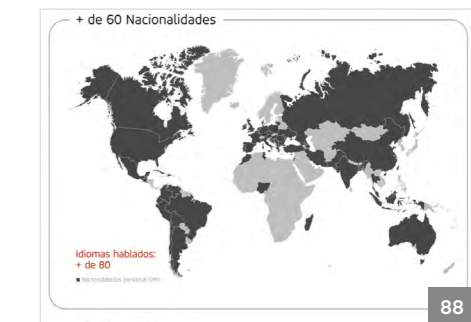 + de 60 Nacionalidades
Idiomas hablados:
+ de 80
Nacionalidades personal GMV
88